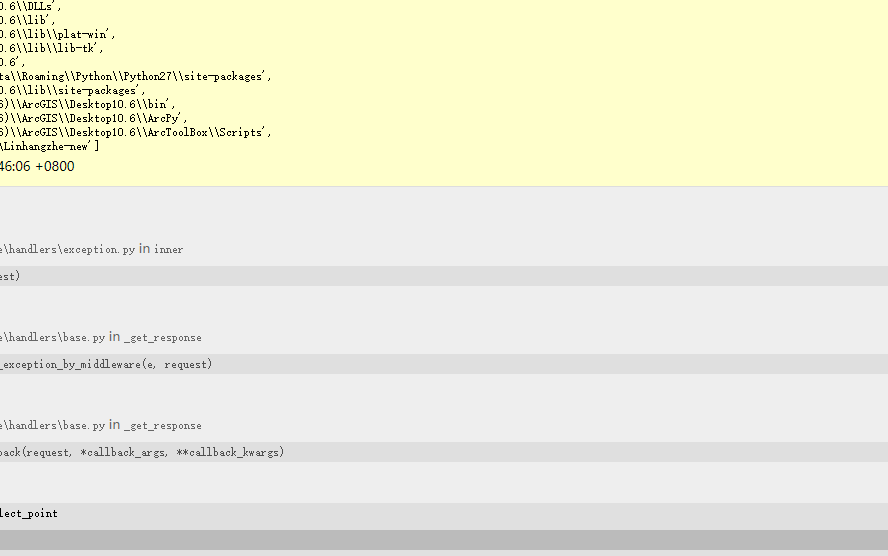 0.6\\DLLs',
0.6\\lib',
0.6\\lib\\plat-win',
0.6\\lib\\lib-tk',
0.6',
ta\\Roaming\\Python\\Python27\\site-packages',
0.6\\lib\\site-packages',
6)\\ArcGIS\\Desktop10.6\\bin',
6)\\ArcGIS\\Desktop10.6\\ArcPy',
6)\\ArcGIS\\Desktop10.6\\ArcToolBox\\Scripts',
\Linhangzhe-new']
46:06 +0800
e\handlers\exception.py in inner
est)
e\handlers\base.py in _get_response
_exception_by_middleware(e, request)
e\handlers\base.py in _get_response
back(request, *callback_args, **callback_kwargs)
lect_point